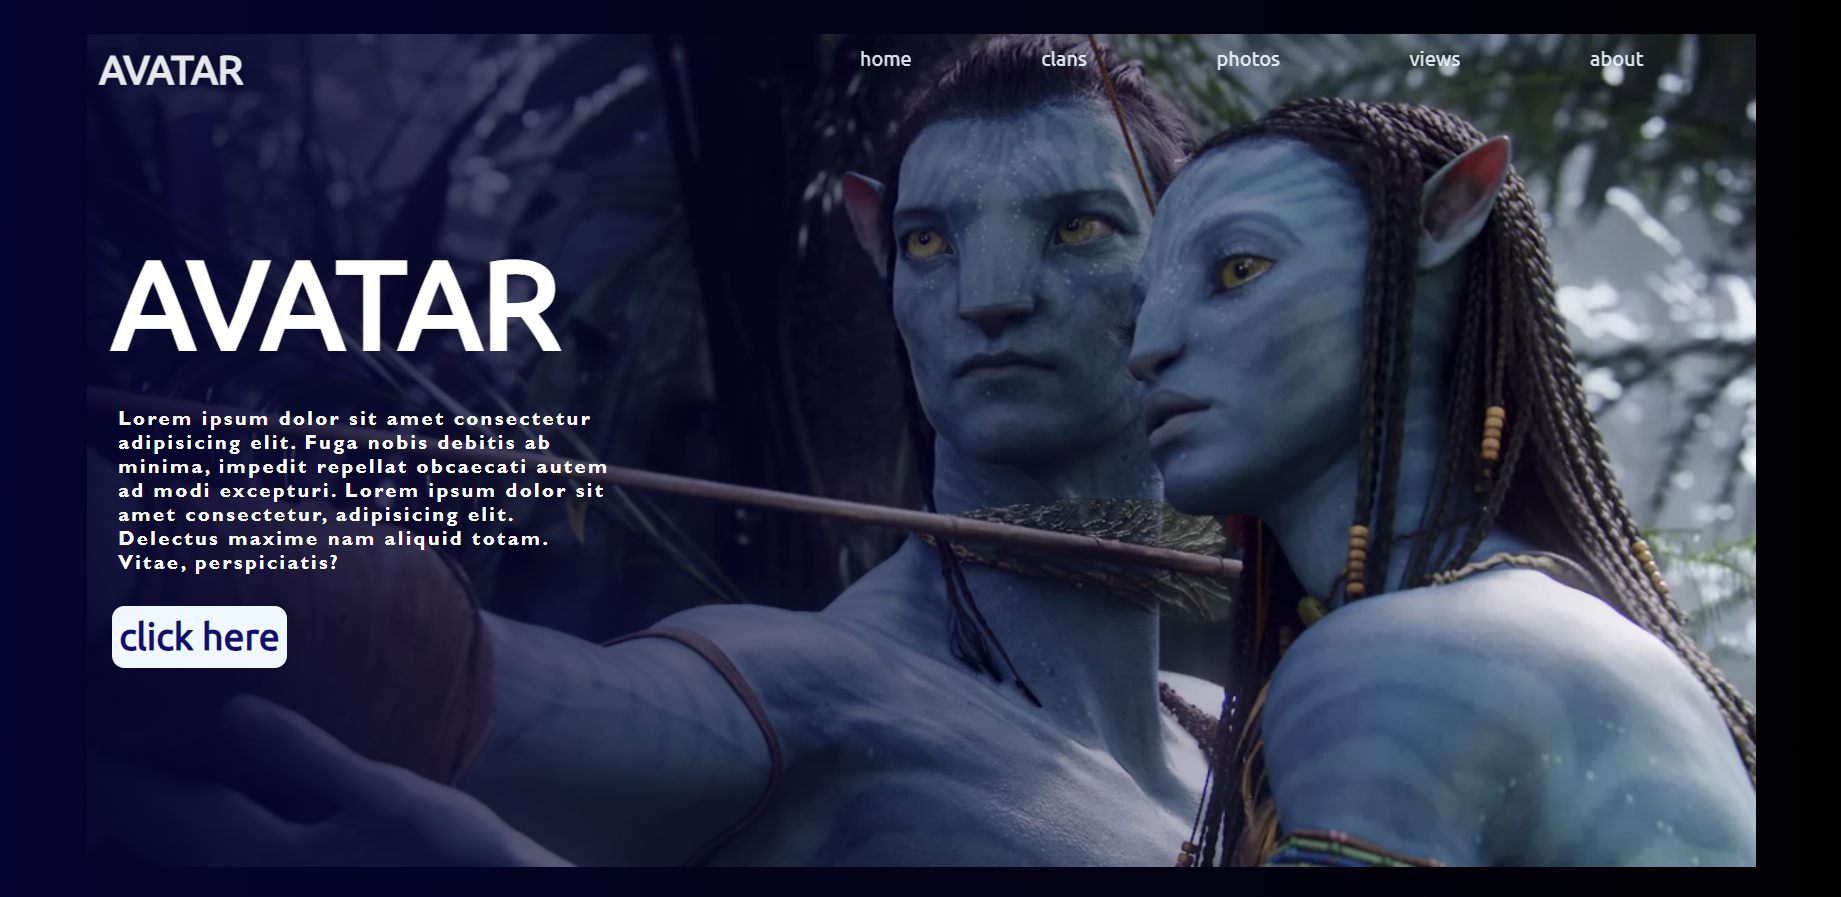 AVATAR
home clans photos views about
AVATAR
Lorem ipsum dolor sit amet consectetur
adipisicing elit. Fuga nobis debitis ab
minima, impedit repellat obcaecati autem
ad modi excepturi. Lorem ipsum dolor sit
amet consectetur, adipisicing elit.
Delectus maxime nam aliquid totam.
Vitae, perspiciatis?
click here